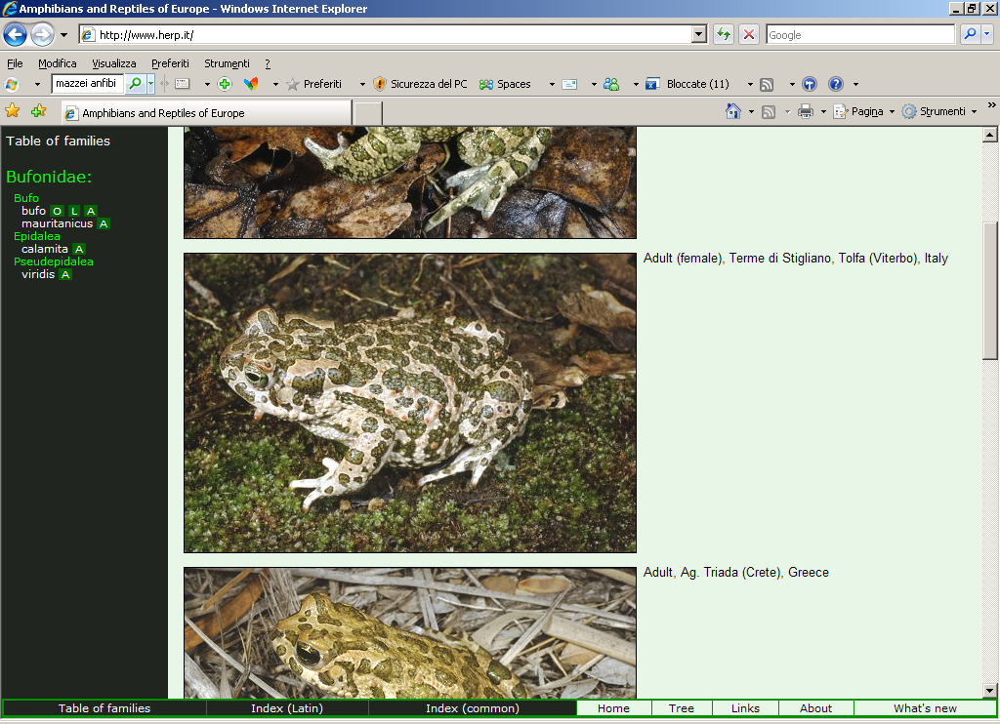 Amphibians and Reptiles of Europe - Windows Internet Explorer
http://www.herp.it/
Google
File Modifica Visualizza Preferiti Strumenti ?
mazzei anfibi Preferiti Sicurezza del PC Spaces Bloccate (11)
Amphibians and Reptiles of Europe Pagina Strumenti »
Table of families
Bufonidae:
Bufo
bufo O L A
mauritanicus A
Epidalea
calamita A
Pseudepidalea
viridis A
Adult (female), Terme di Stigliano, Tolfa (Viterbo), Italy
Adult, Ag. Triada (Crete), Greece
Table of families Index (Latin) Index (common) Home Tree Links About What's new